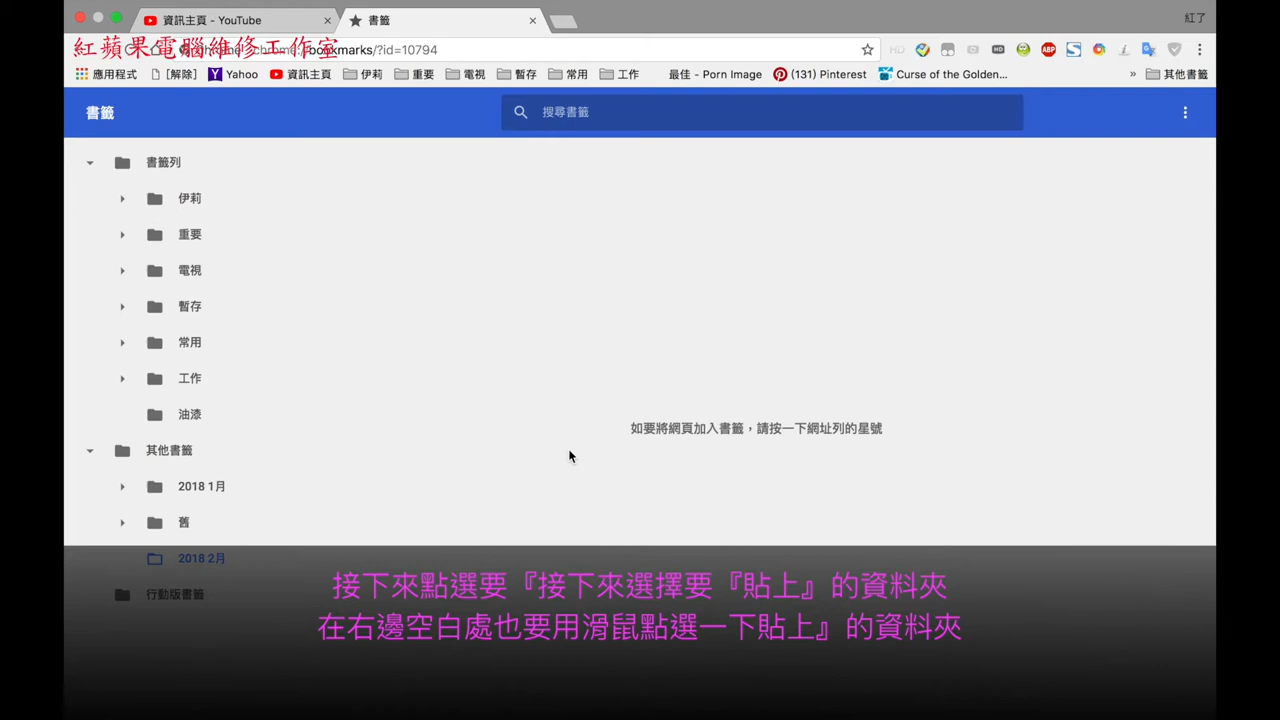 資訊主頁 - YouTube
書籤
紅了
紅蘋果電腦維修工作室
bookmarks/?id=10794
應用程式
[解除]
Yahoo
資訊主頁
伊莉
重要
電視
暫存
常用
工作
最佳 - Porn Image
(131) Pinterest
Curse of the Golden...
»
其他書籤
書籤
搜尋書籤
書籤列
伊莉
重要
電視
暫存
常用
工作
油漆
如要將網頁加入書籤，請按一下網址列的星號
其他書籤
2018 1月
舊
2018 2月
行動版書籤
接下來點選要『接下來選擇要『貼上』的資料夾
在右邊空白處也要用滑鼠點選一下貼上』的資料夾